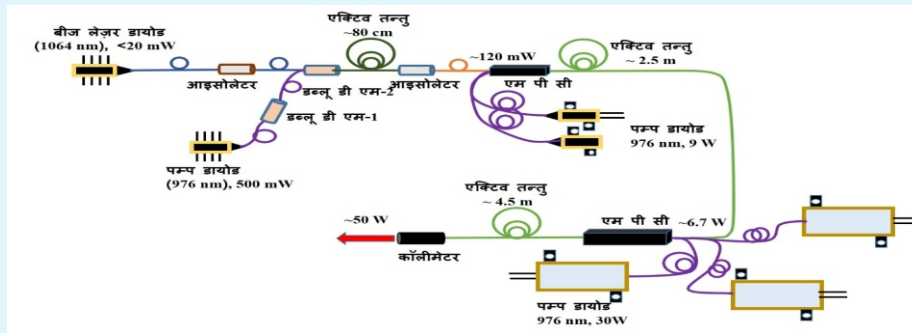 बीज लेज़र डायोड
(1064 nm), <20 mW
आइसोलेटर
डब्लू डी एम-2
डब्लू डी एम-1
पम्प डायोड
(976 nm), 500 mW
एक्टिव तन्तु
~80 cm
आइसोलेटर
~120 mW
एम पी सी
एक्टिव तन्तु
~ 2.5 m
पम्प डायोड
976 nm, 9 W
एक्टिव तन्तु
~ 4.5 m
एम पी सी
~6.7 W
~50 W
कॉलीमेटर
पम्प डायोड
976 nm, 30W